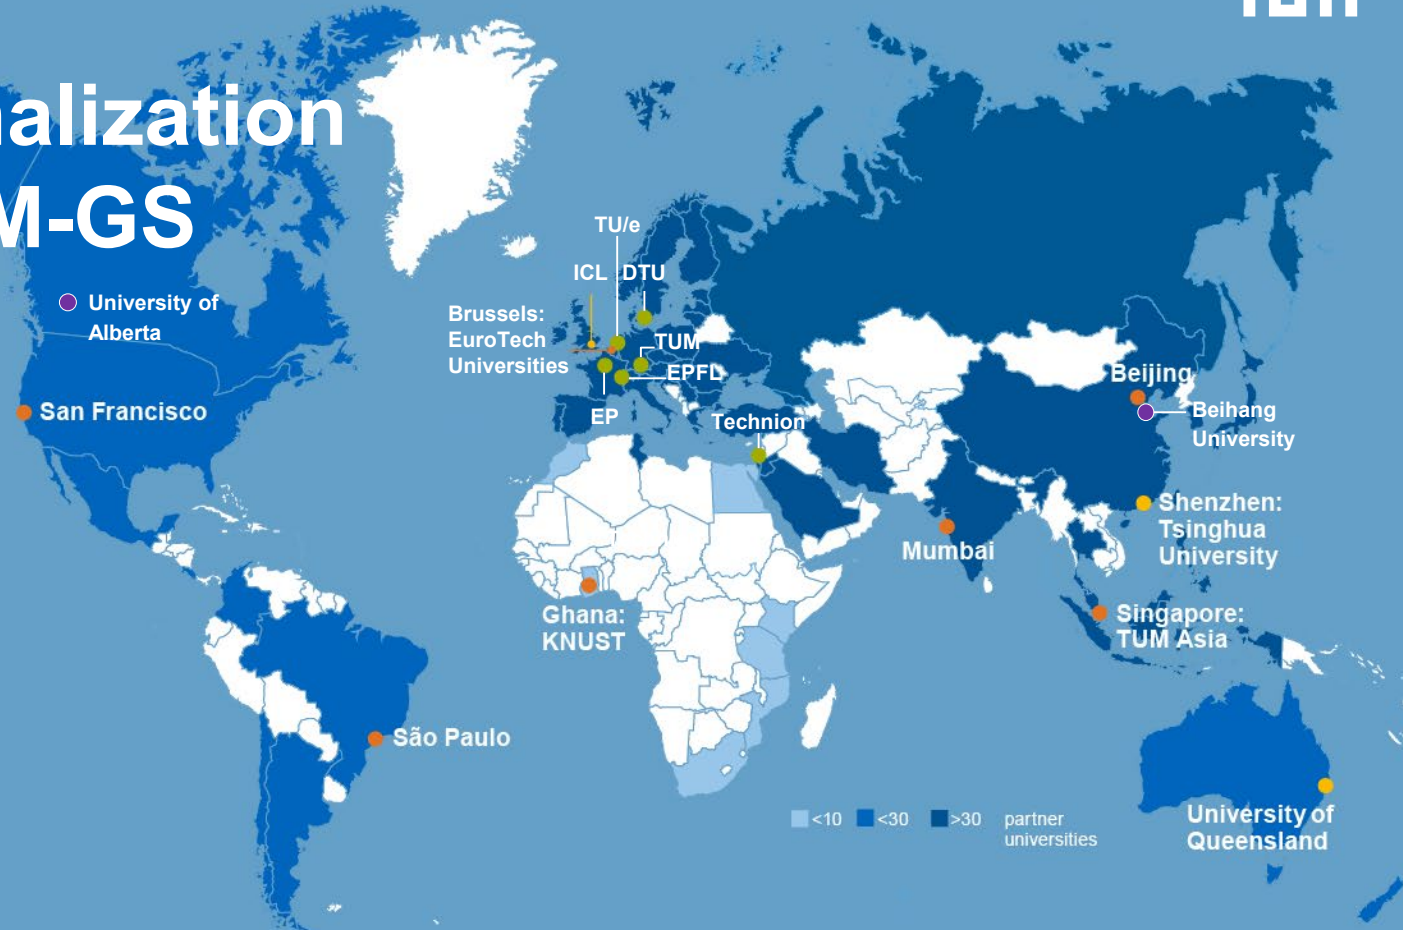 nalization
M-GS
University of
Alberta
San Francisco
São Paulo
TU/e
ICL
DTU
Brussels:
EuroTech
Universities
TUM
EPFL
EP
Technion
Beijing
Beihang
University
Shenzhen:
Tsinghua
University
Mumbai
Ghana:
KNUST
Singapore:
TUM Asia
University of
Queensland
<10 <30 >30 partner
universities